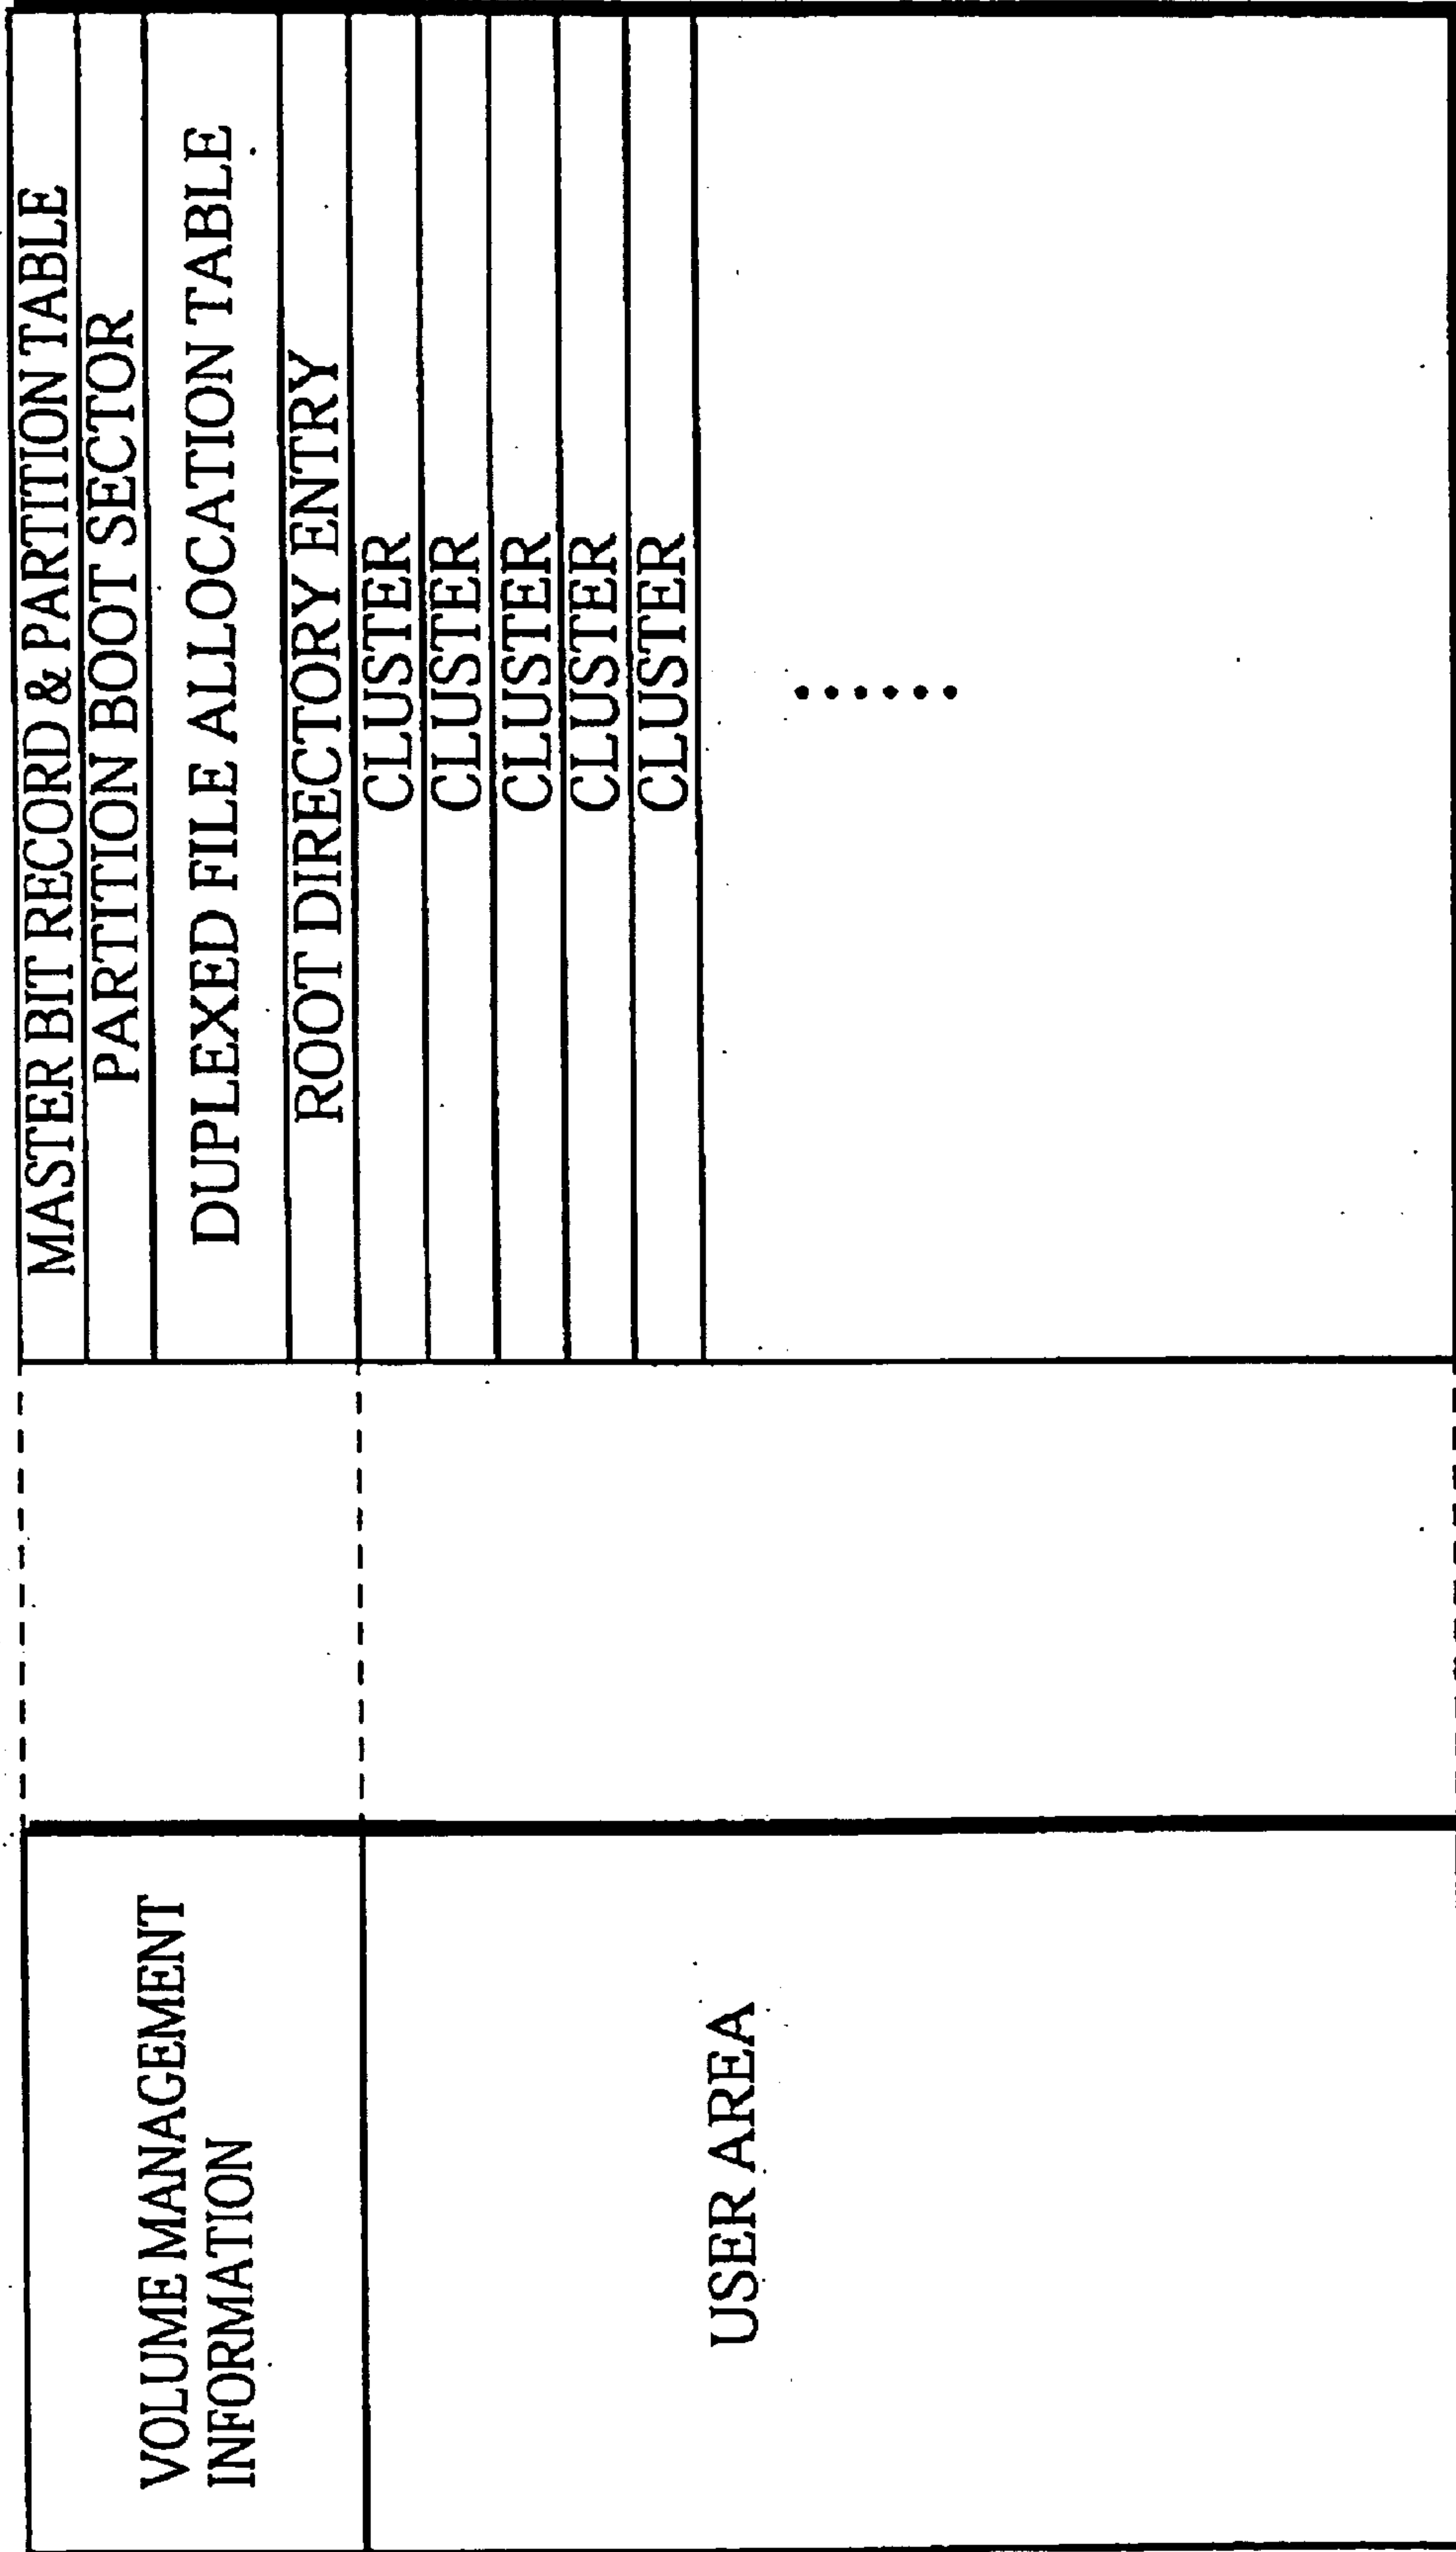 VOLUME MANAGEMENT
INFORMATION
USER AREA
MASTER BIT RECORD & PARTITION TABLE
PARTITION BOOT SECTOR
DUPLEXED FILE ALLOCATION TABLE
ROOT DIRECTORY ENTRY
CLUSTER
CLUSTER
CLUSTER
CLUSTER
CLUSTER
......